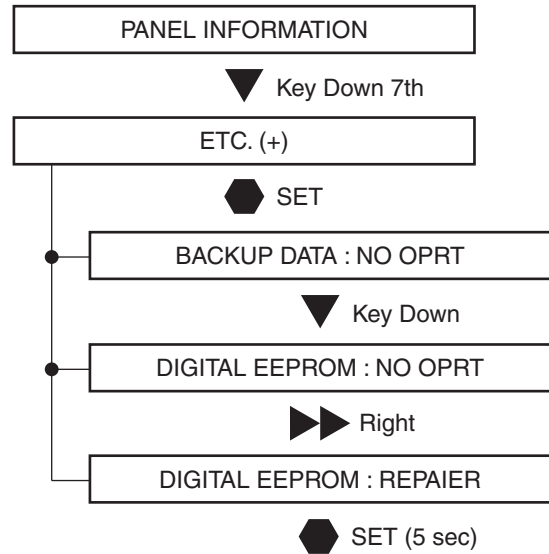 PANEL INFORMATION
Key Down 7th
ETC. (+)
SET
BACKUP DATA : NO OPRT
Key Down
DIGITAL EEPROM : NO OPRT
Right
DIGITAL EEPROM : REPAIER
SET (5 sec)